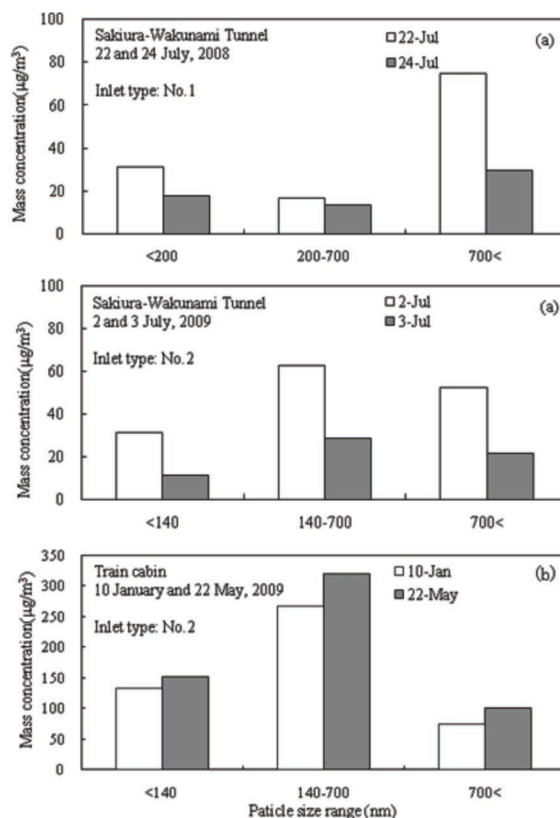 Sakiura-Wakunami Tunnel
22 and 24 July, 2008
Inlet type: No.1
22-Jul
24-Jul
(a)
Mass concentration(µg/m³)
100
80
60
40
20
0
<200
200-700
700<
Sakiura-Wakunami Tunnel
2 and 3 July, 2009
Inlet type: No.2
2-Jul
3-Jul
(a)
Mass concentration(µg/m³)
100
80
60
40
20
0
<140
140-700
700<
Train cabin
10 January and 22 May, 2009
Inlet type: No.2
10-Jan
22-May
(b)
Mass concentration(µg/m³)
350
300
250
200
150
100
50
0
<140
140-700
700<
Paticle size range(nm)